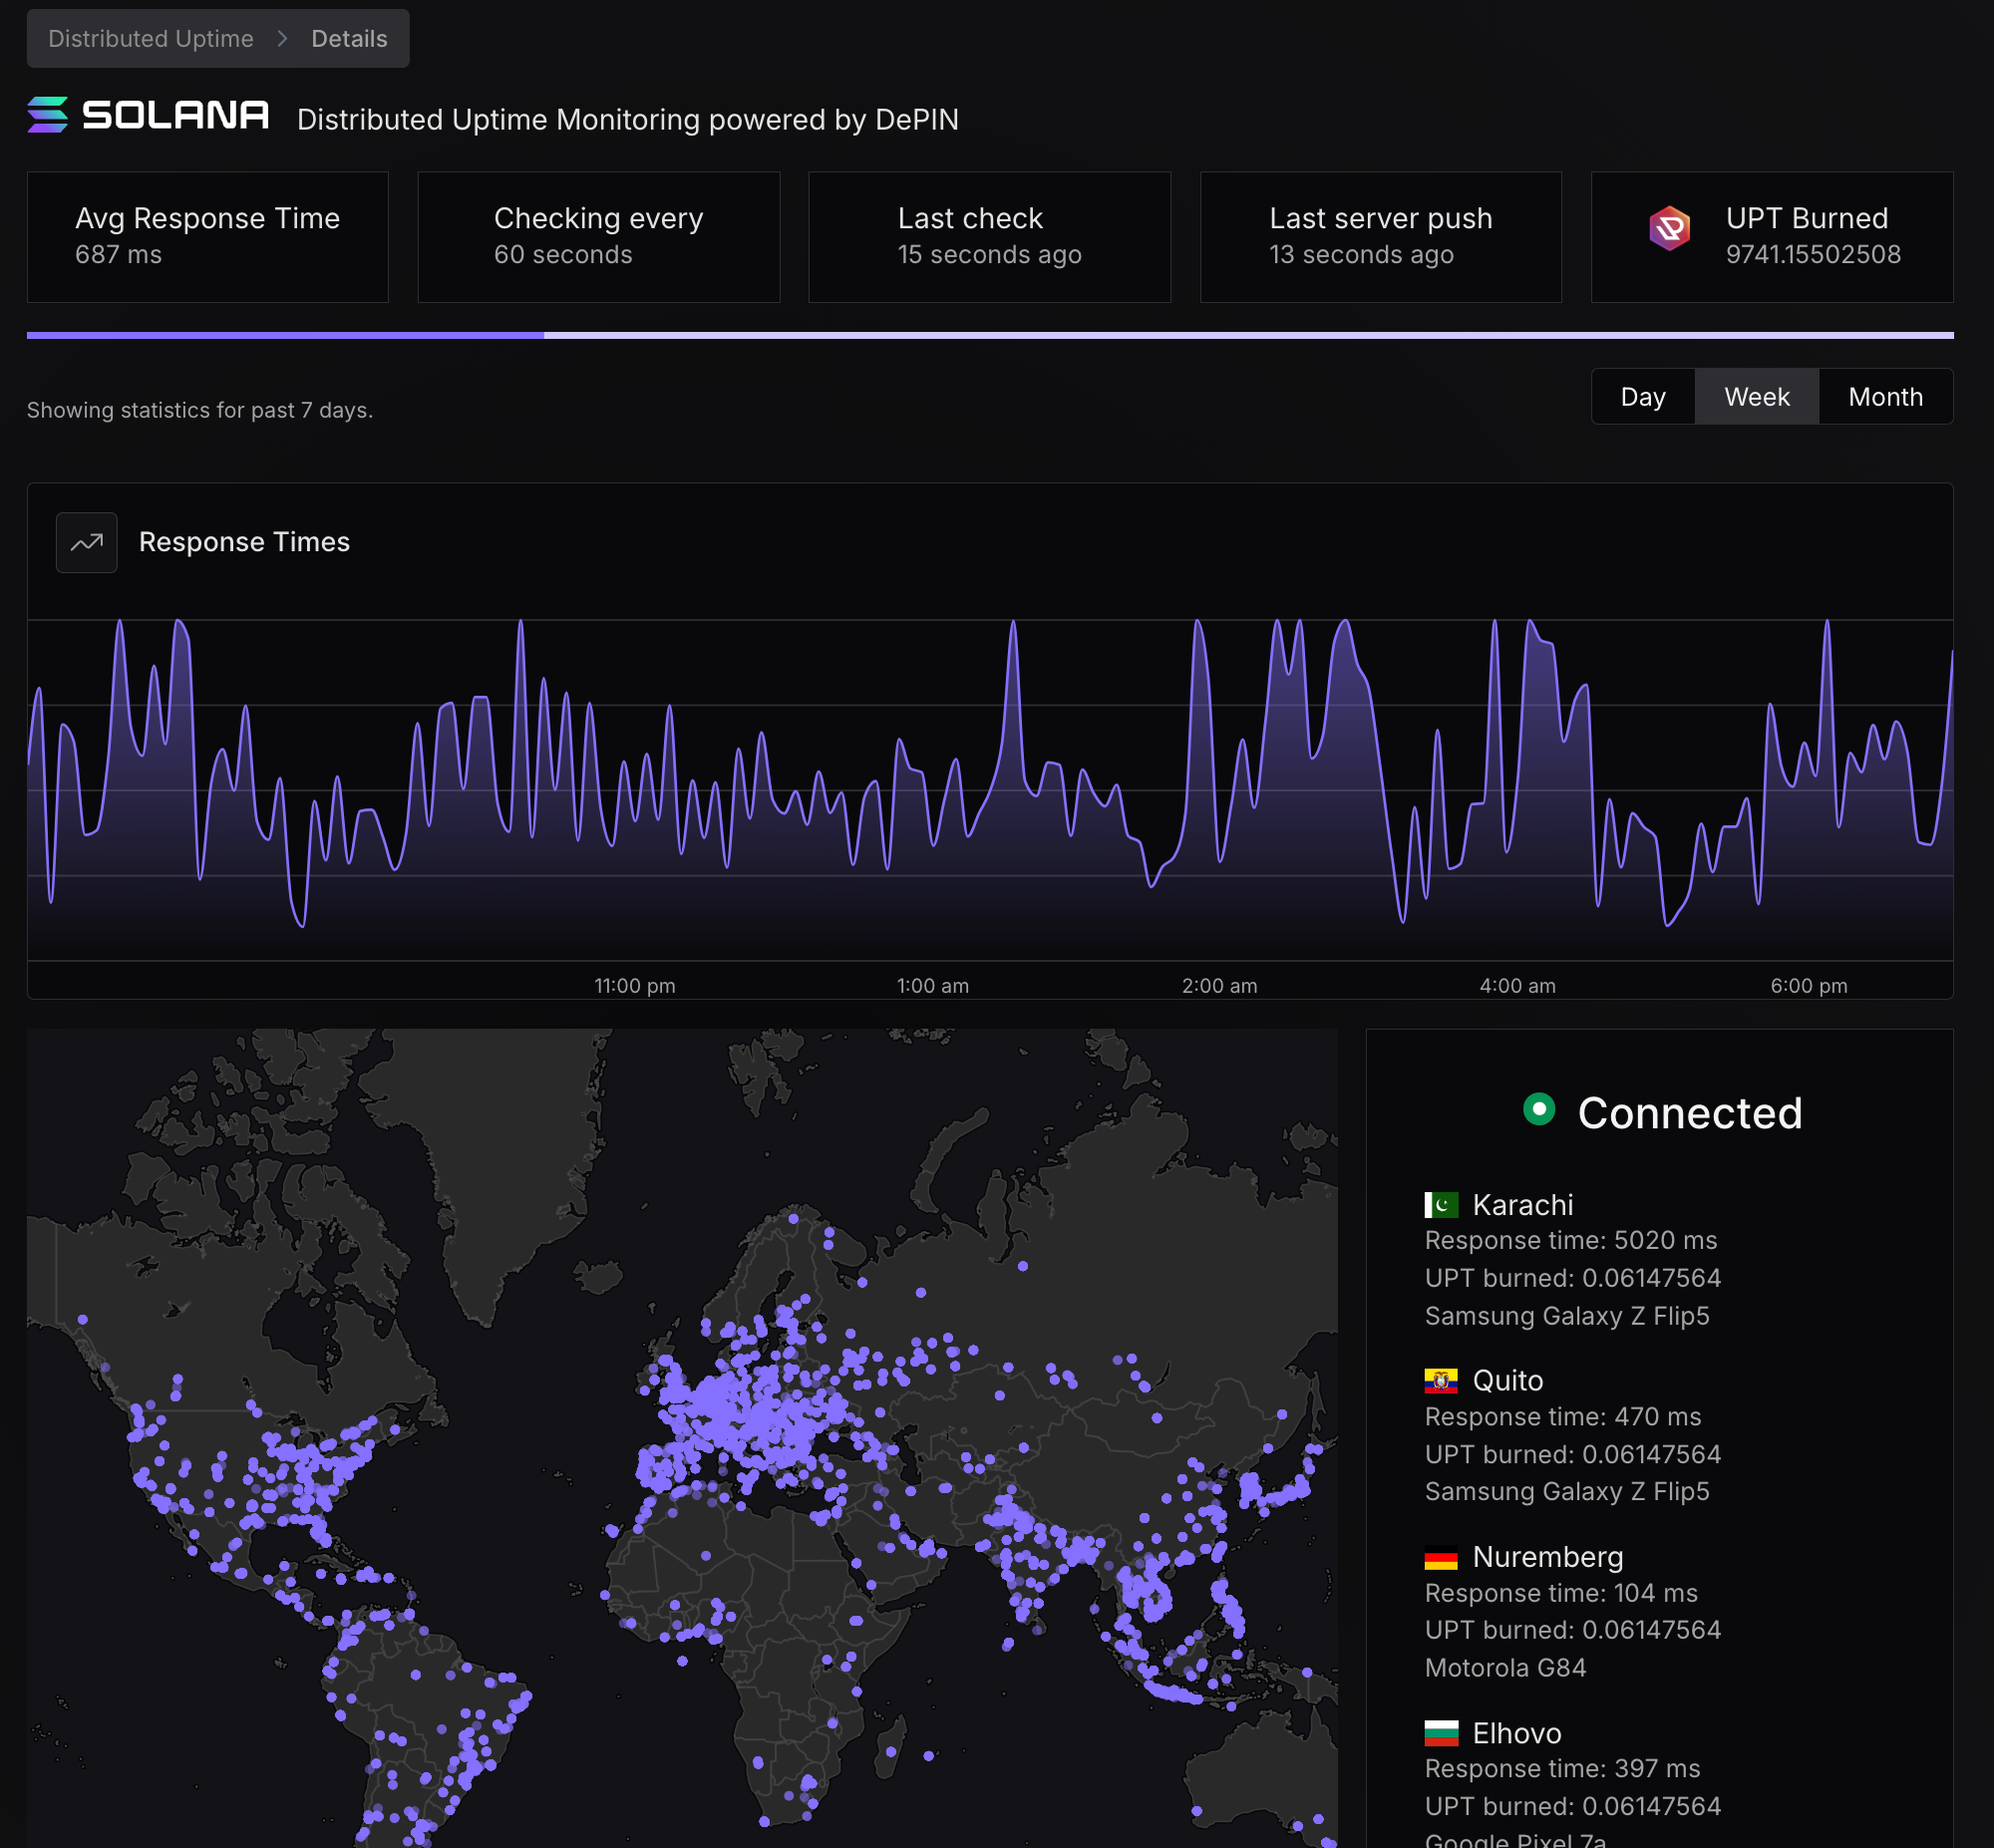 Distributed Uptime > Details
SOLANA Distributed Uptime Monitoring powered by DePIN
Avg Response Time
687 ms
Checking every
60 seconds
Last check
15 seconds ago
Last server push
13 seconds ago
UPT Burned
9741.15502508
Showing statistics for past 7 days.
Day Week Month
Response Times
11:00 pm 1:00 am 2:00 am 4:00 am 6:00 pm
Connected
Karachi
Response time: 5020 ms
UPT burned: 0.06147564
Samsung Galaxy Z Flip5
Quito
Response time: 470 ms
UPT burned: 0.06147564
Samsung Galaxy Z Flip5
Nuremberg
Response time: 104 ms
UPT burned: 0.06147564
Motorola G84
Elhovo
Response time: 397 ms
UPT burned: 0.06147564
Google Pixel 7a